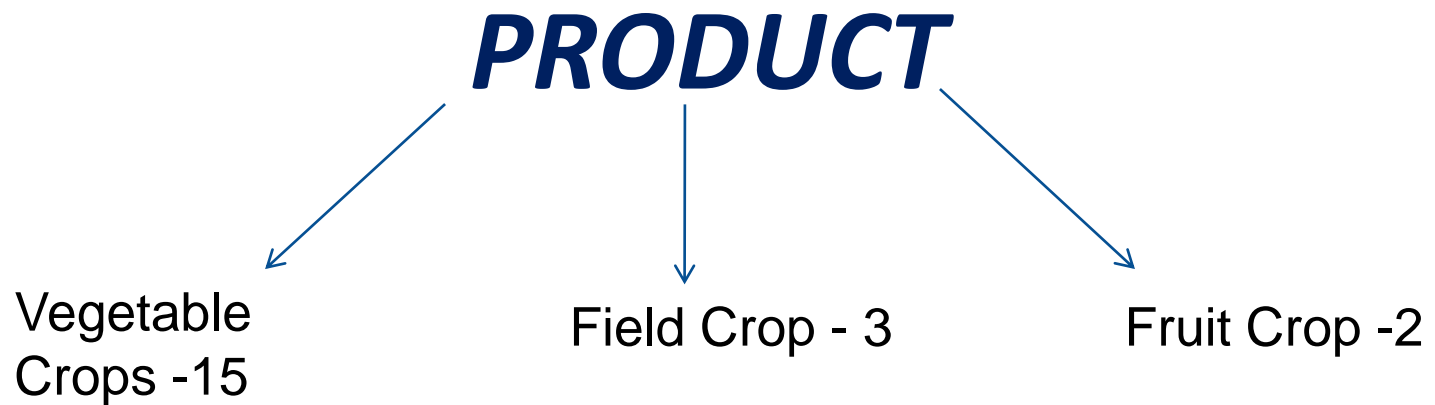 PRODUCT
Vegetable
Crops -15
Field Crop - 3
Fruit Crop -2